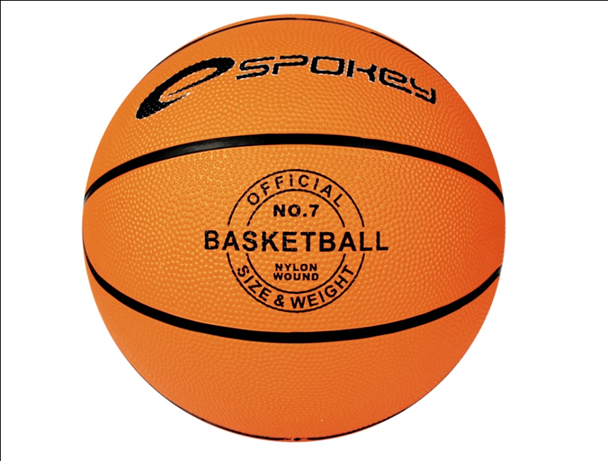 SPOKEY
OFFICIAL
NO.7
BASKETBALL
NYLON
WOUND
SIZE & WEIGHT